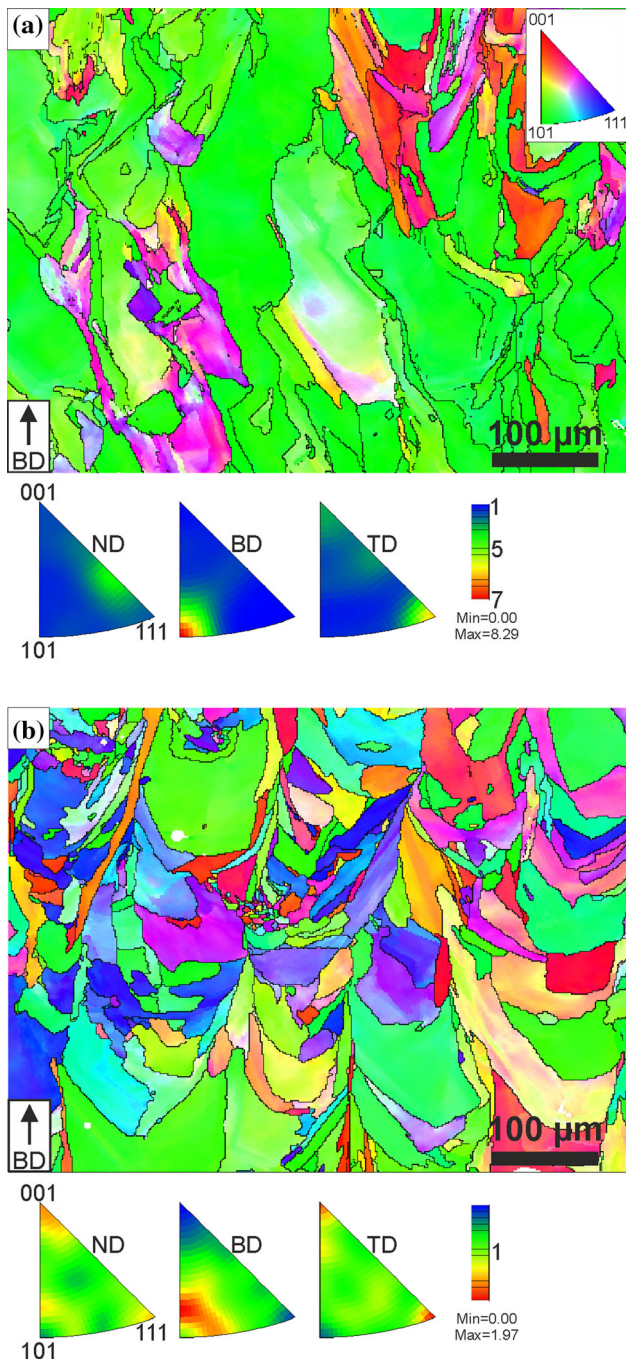 (a)
001
101
111
BD
100 μm
001
ND
BD
TD
1
5
7
101
111
Min=0.00
Max=8.29
(b)
BD
100 μm
001
ND
BD
TD
1
101
111
Min=0.00
Max=1.97